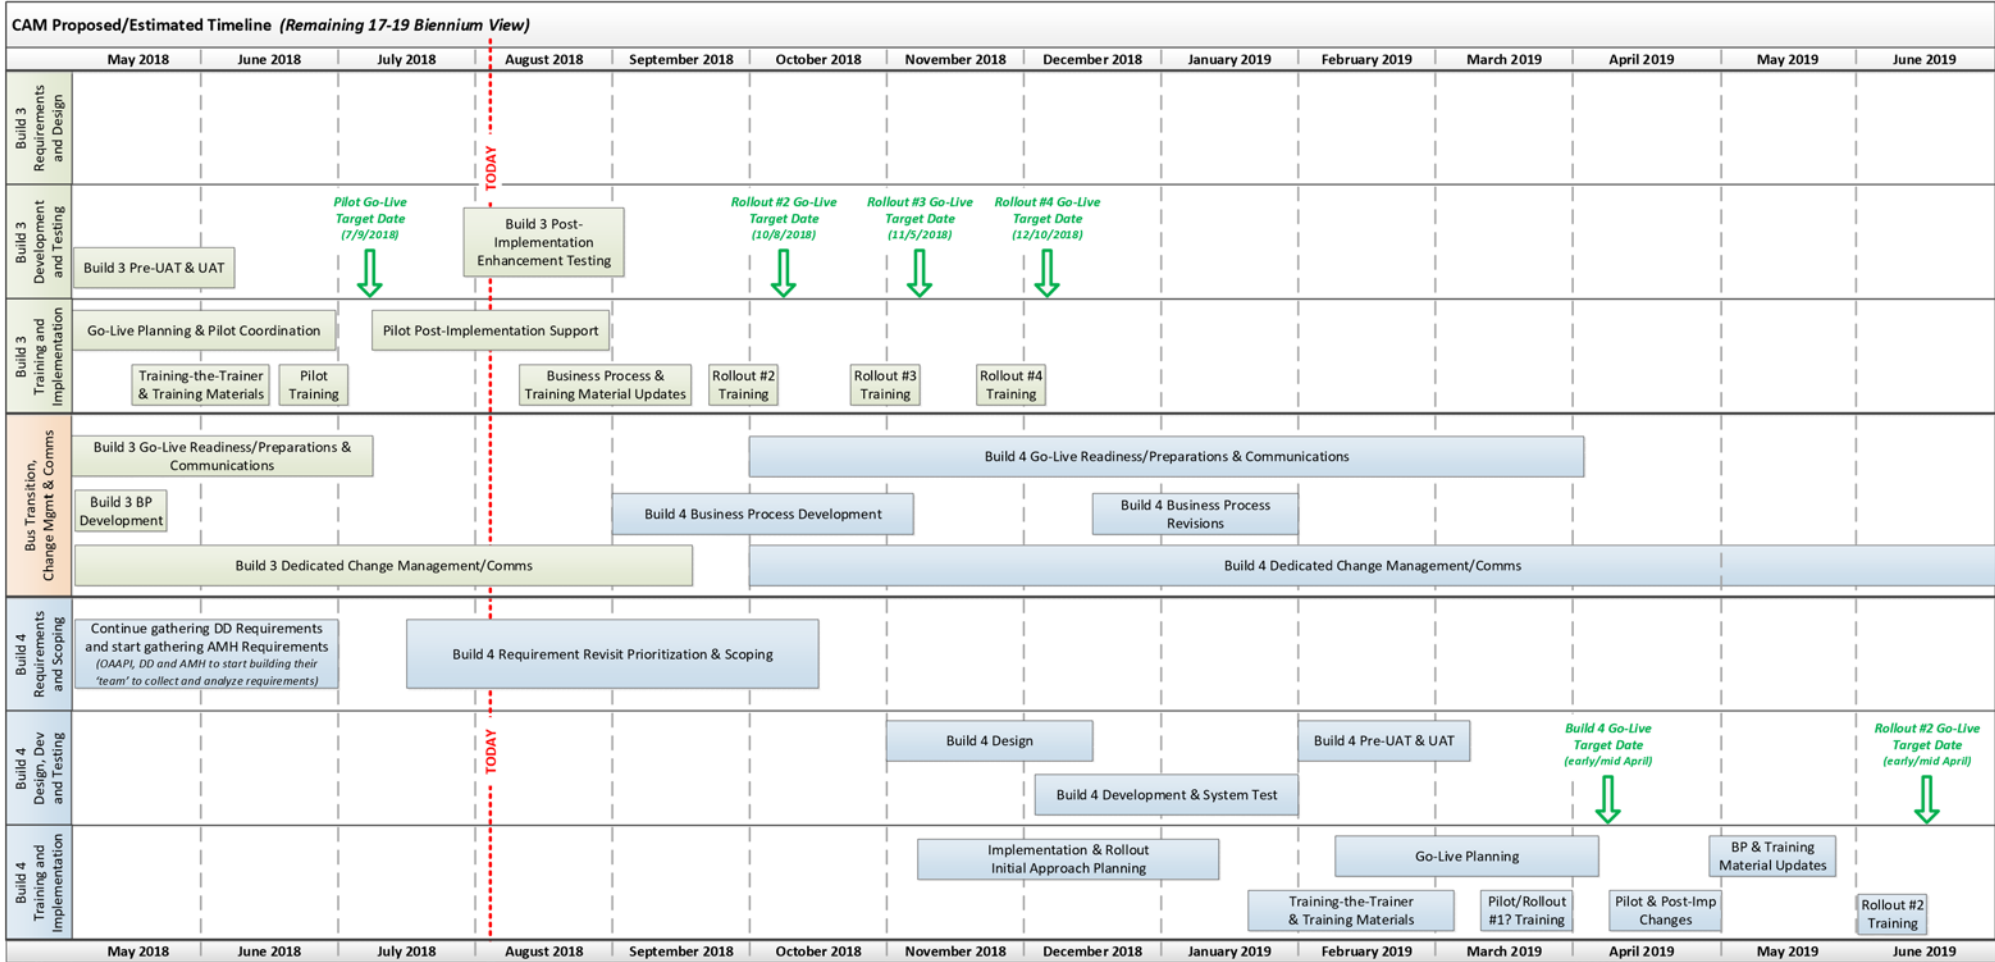 CAM Proposed/Estimated Timeline (Remaining 17-19 Biennium View)
May 2018
June 2018
July 2018
August 2018
September 2018
October 2018
November 2018
December 2018
January 2019
February 2019
March 2019
April 2019
May 2019
June 2019
Build 3
Requirements
and Design
TODAY
Build 3
Development
and Testing
Build 3 Pre-UAT & UAT
Pilot Go-Live
Target Date
(7/9/2018)
Build 3 Post-
Implementation
Enhancement Testing
Rollout #2 Go-Live
Target Date
(10/8/2018)
Rollout #3 Go-Live
Target Date
(11/5/2018)
Rollout #4 Go-Live
Target Date
(12/10/2018)
Build 3
Training and
Implementation
Go-Live Planning & Pilot Coordination
Pilot Post-Implementation Support
Training-the-Trainer
& Training Materials
Pilot
Training
Business Process &
Training Material Updates
Rollout #2
Training
Rollout #3
Training
Rollout #4
Training
Bus Transition,
Change Mgmt & Comms
Build 3 Go-Live Readiness/Preparations &
Communications
Build 4 Go-Live Readiness/Preparations & Communications
Build 3 BP
Development
Build 4 Business Process Development
Build 4 Business Process
Revisions
Build 3 Dedicated Change Management/Comms
Build 4 Dedicated Change Management/Comms
Build 4
Requirements
and Scoping
Continue gathering DD Requirements
and start gathering AMH Requirements
(OAAPI, DD and AMH to start building their
'team' to collect and analyze requirements)
Build 4 Requirement Revisit Prioritization & Scoping
Build 4
Design, Dev
and Testing
TODAY
Build 4 Design
Build 4 Pre-UAT & UAT
Build 4 Development & System Test
Build 4 Go-Live
Target Date
(early/mid April)
Rollout #2 Go-Live
Target Date
(early/mid April)
Build 4
Training and
Implementation
Implementation & Rollout
Initial Approach Planning
Go-Live Planning
BP & Training
Material Updates
Training-the-Trainer
& Training Materials
Pilot/Rollout
#1? Training
Pilot & Post-Imp
Changes
Rollout #2
Training
May 2018
June 2018
July 2018
August 2018
September 2018
October 2018
November 2018
December 2018
January 2019
February 2019
March 2019
April 2019
May 2019
June 2019